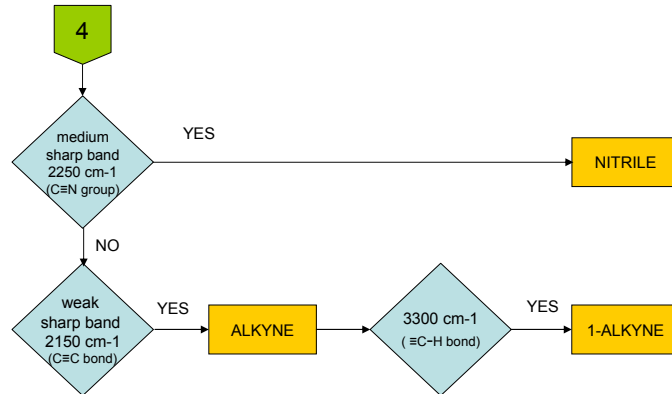 4
medium
sharp band
2250 cm-1
(C≡N group)
YES
NITRILE
NO
weak
sharp band
2150 cm-1
(C≡C bond)
YES
ALKYNE
3300 cm-1
( ≡C-H bond)
YES
1-ALKYNE